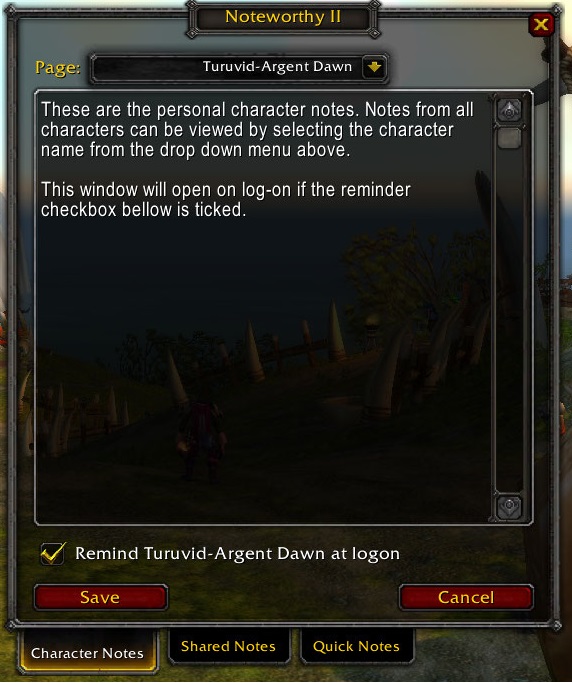 Noteworthy II
Page:
Turuvid-Argent Dawn
These are the personal character notes. Notes from all
characters can be viewed by selecting the character
name from the drop down menu above.
This window will open on log-on if the reminder
checkbox bellow is ticked.
Remind Turuvid-Argent Dawn at logon
Save
Cancel
Character Notes
Shared Notes
Quick Notes